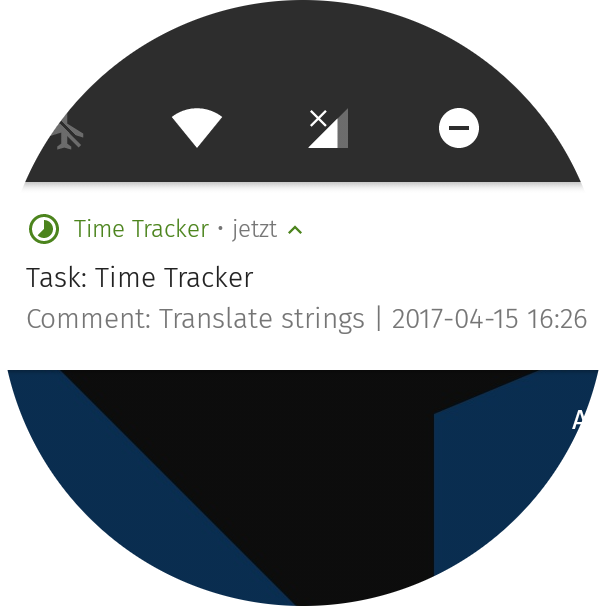 Time Tracker • jetzt
Task: Time Tracker
Comment: Translate strings | 2017-04-15 16:26
A